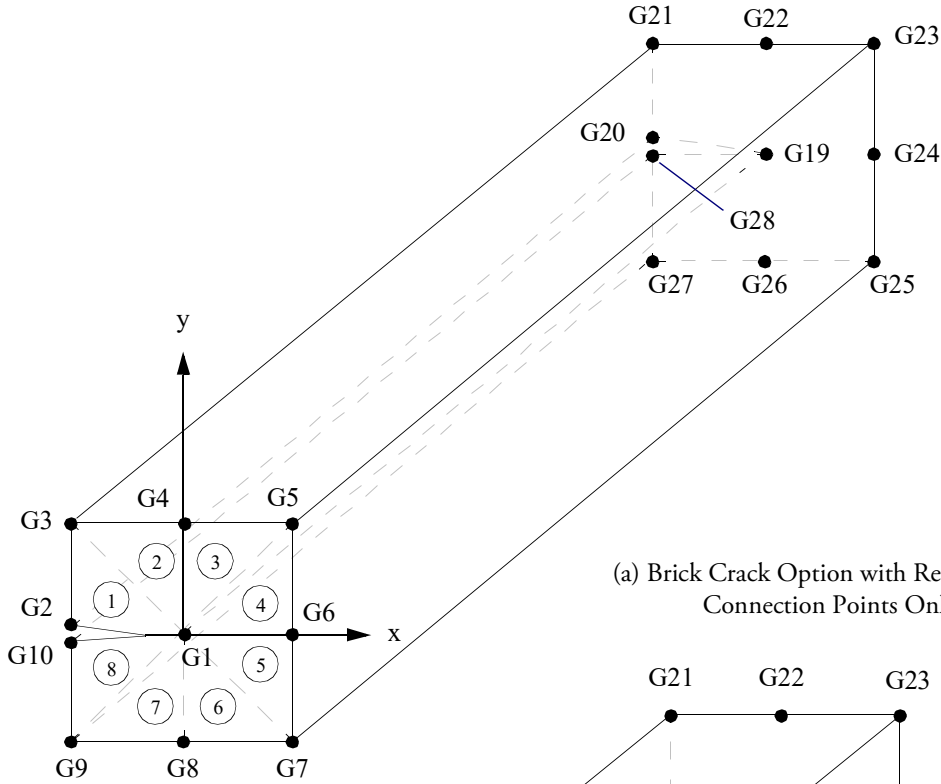 G21
G22
G23
G20
G19
G24
G28
G27
G26
G25
y
G3
G4
G5
2
3
1
4
G2
G6
x
G10
G1
8
5
7
6
G9
G8
G7
(a) Brick Crack Option with Re
Connection Points Onl
G21
G22
G23